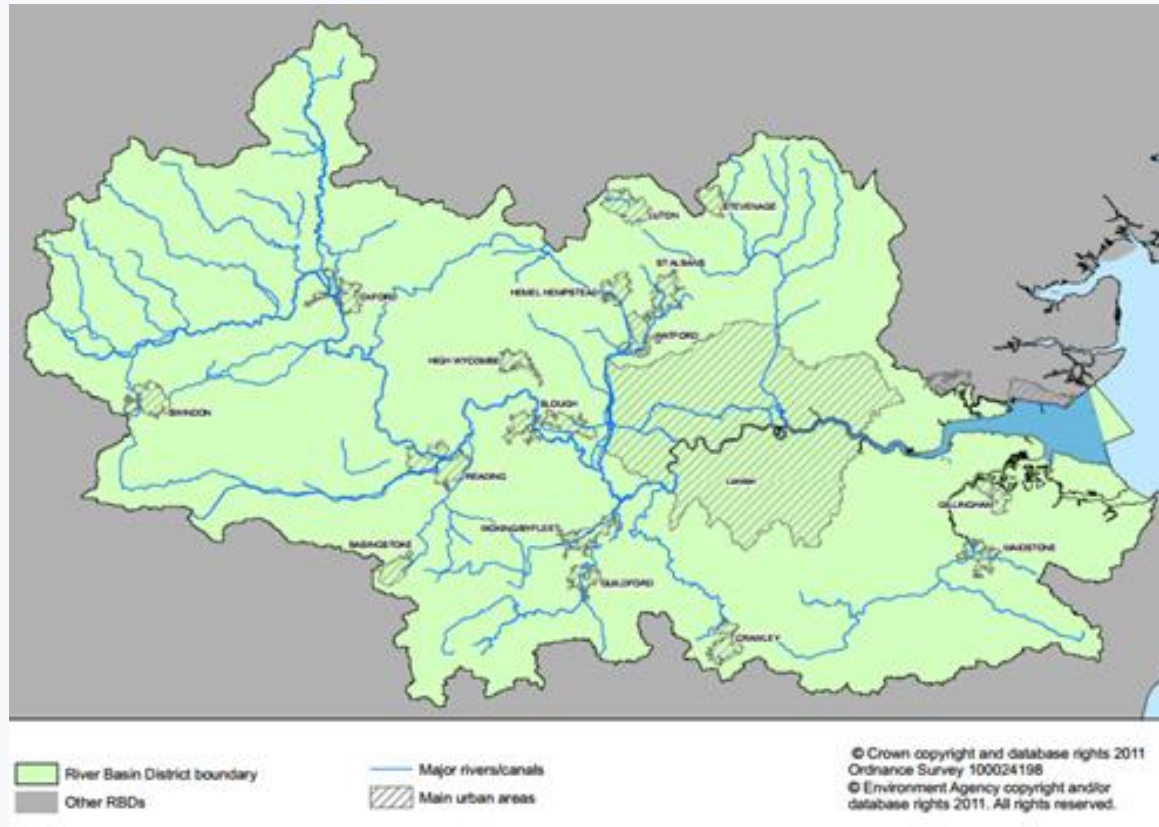 LUTON
STEVENAGE
ST ALBANS
HEMEL HEMPSTEAD
OXFORD
WATFORD
HIGH WYCOMBE
SLOUGH
SWINDON
READING
London
GILLINGHAM
WOKING/BYFLEET
BASINGSTOKE
MAIDSTONE
GUILDFORD
CRAWLEY
River Basin District boundary
Other RBDs
Major rivers/canals
Main urban areas
© Crown copyright and database rights 2011
Ordnance Survey 100024198
© Environment Agency copyright and/or
database rights 2011. All rights reserved.